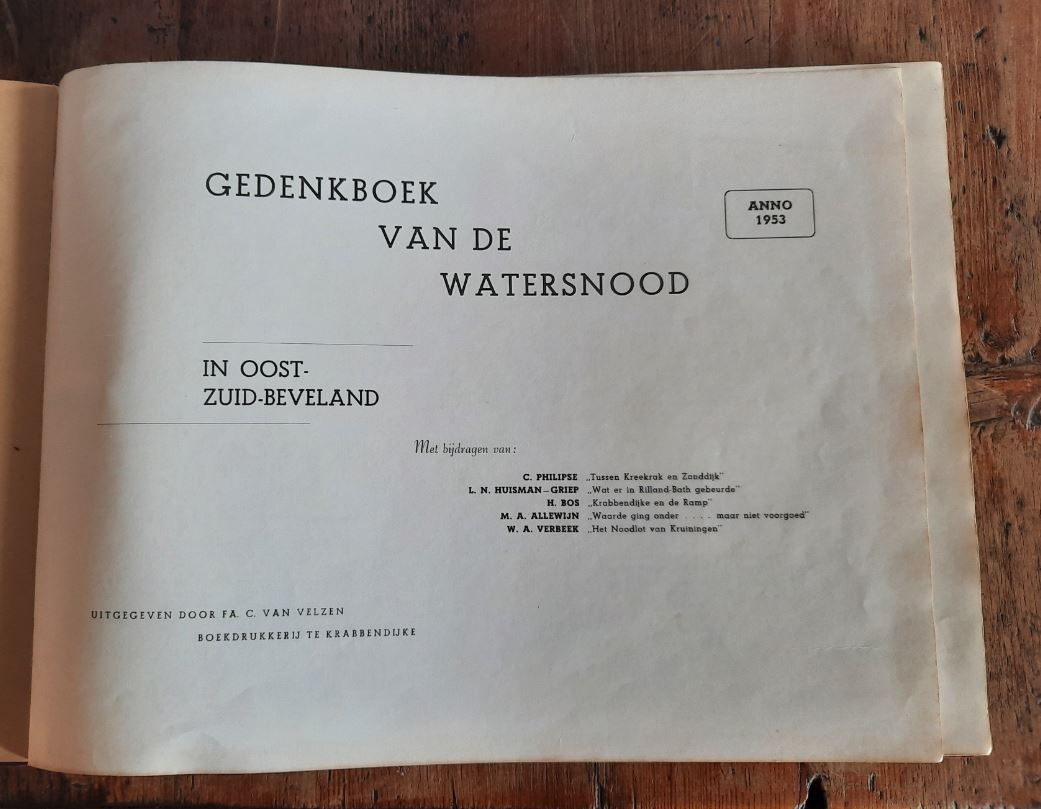 GEDENKBOEK
VAN DE
WATERSNOOD
ANNO
1953
IN OOST-
ZUID-BEVELAND
Met bijdragen van:
C. PHILIPSE „Tussen Kreekrak en Zanddijk”
L. N. HUISMAN—GRIEP „Wat er in Rilland-Bath gebeurde”
H. BOS „Krabbendijke en de Ramp”
M. A. ALLEWIJN „Waarde ging onder . . . . maar niet voorgoed”
W. A. VERBEEK „Het Noodlot van Kruiningen”
UITGEGEVEN DOOR FA. C. VAN VELZEN
BOEKDRUKKERIJ TE KRABBENDIJKE